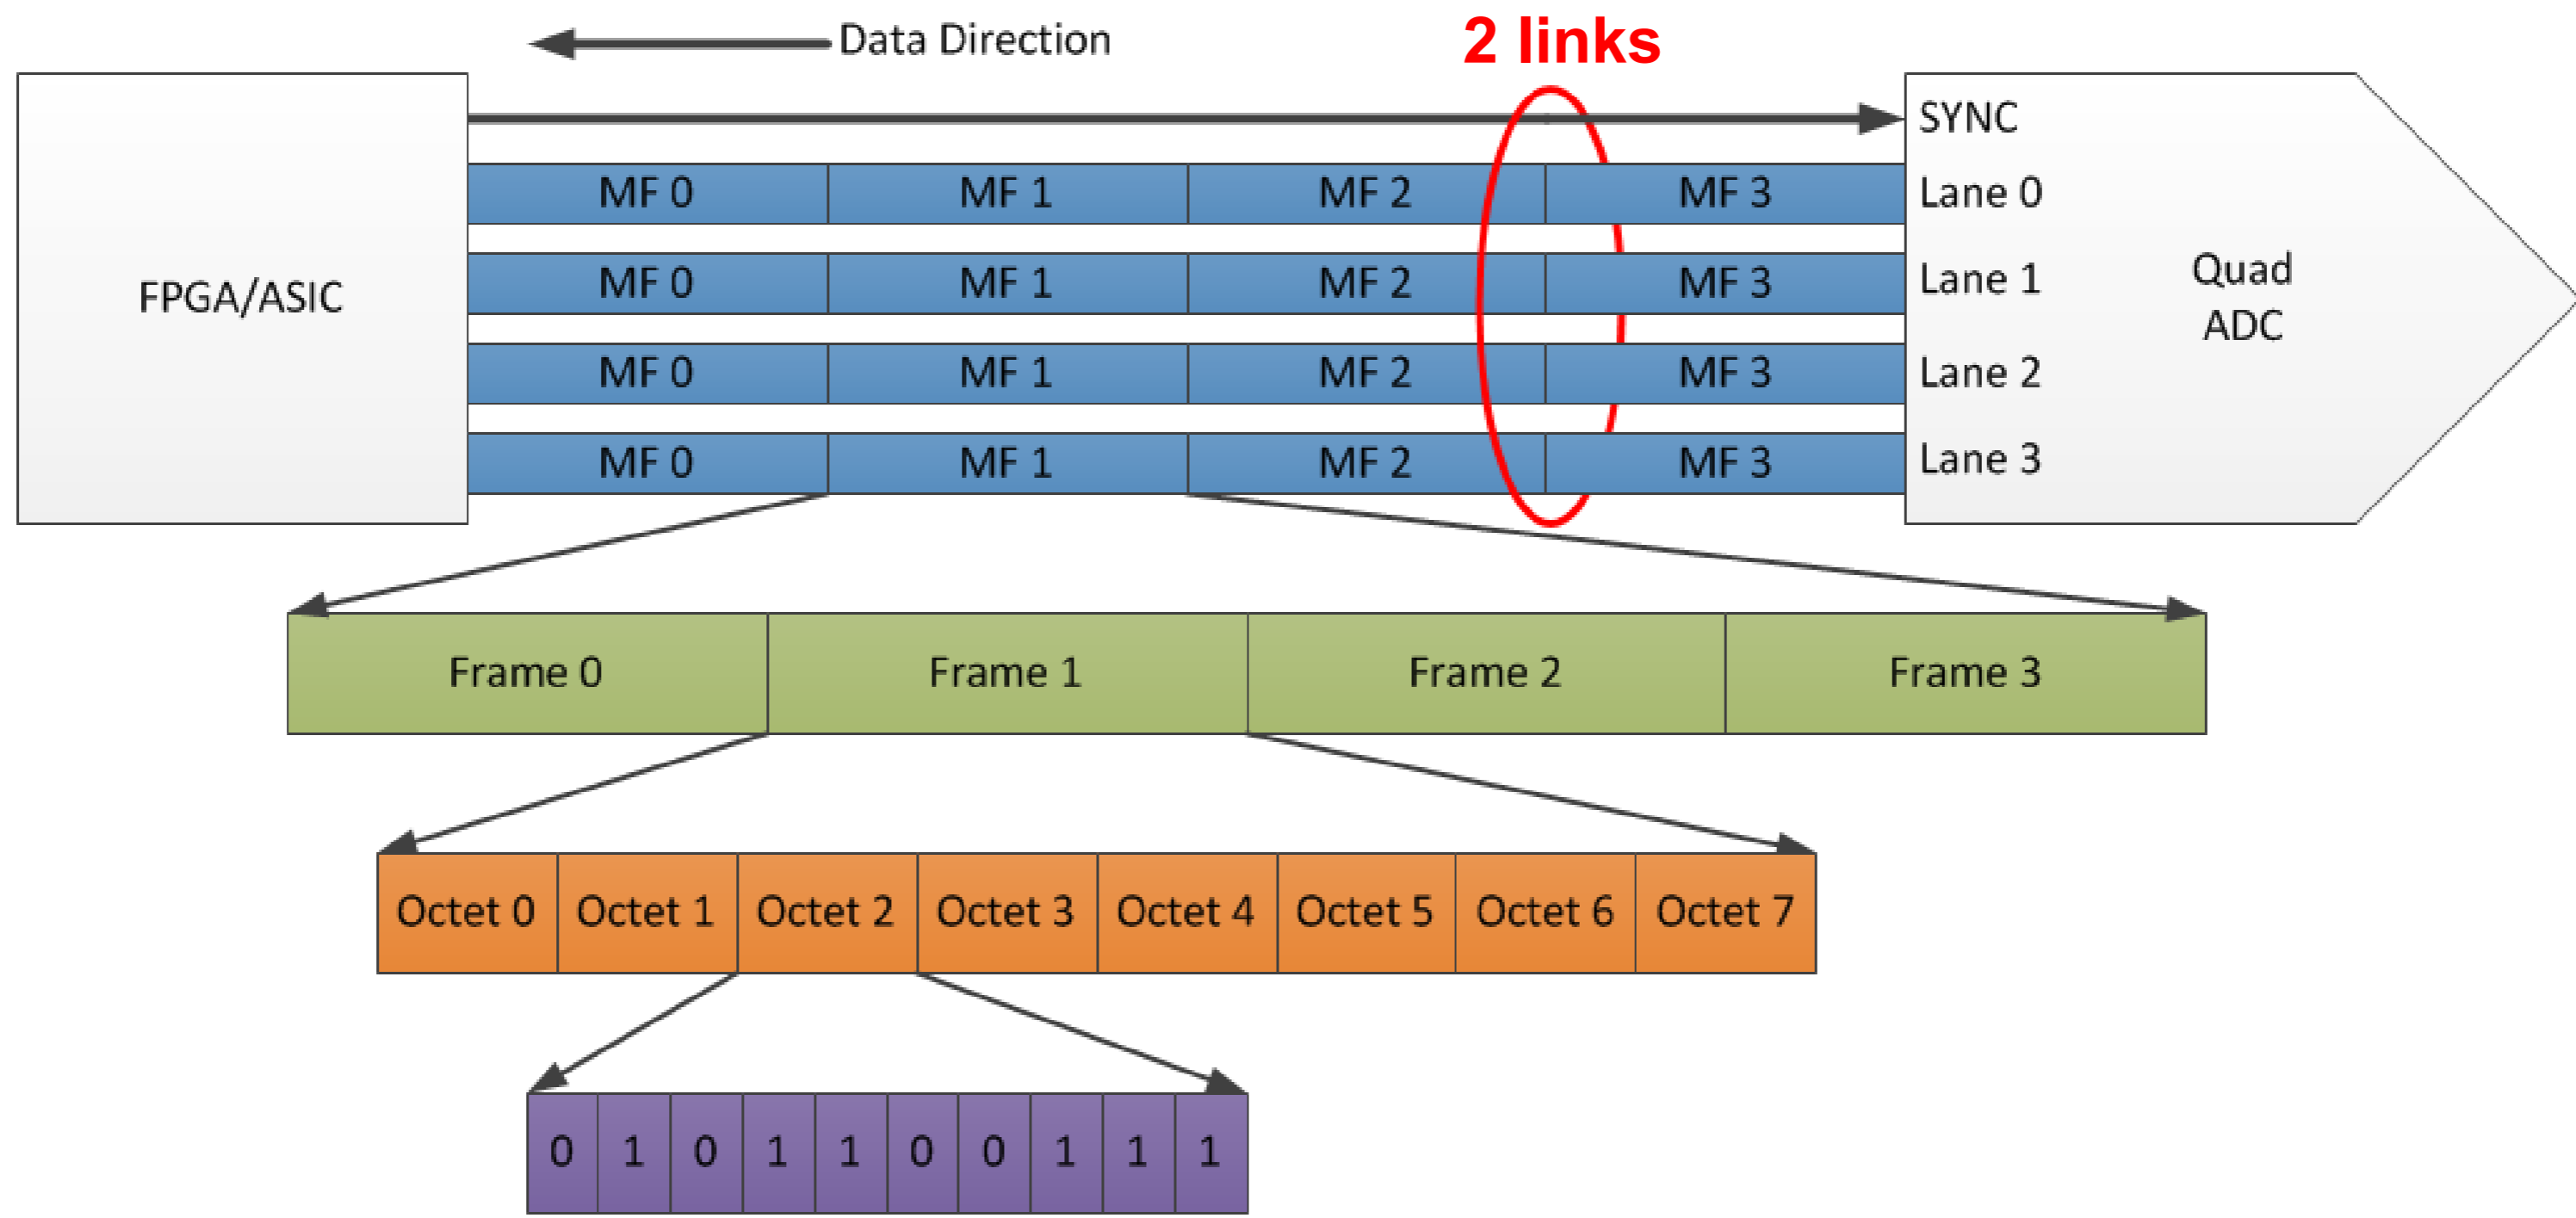 Data Direction
2 links
SYNC
FPGA/ASIC
MF 0 MF 1 MF 2 MF 3 Lane 0
MF 0 MF 1 MF 2 MF 3 Lane 1
MF 0 MF 1 MF 2 MF 3 Lane 2
MF 0 MF 1 MF 2 MF 3 Lane 3
Quad
ADC
Frame 0 Frame 1 Frame 2 Frame 3
Octet 0 Octet 1 Octet 2 Octet 3 Octet 4 Octet 5 Octet 6 Octet 7
0 1 0 1 1 0 0 1 1 1